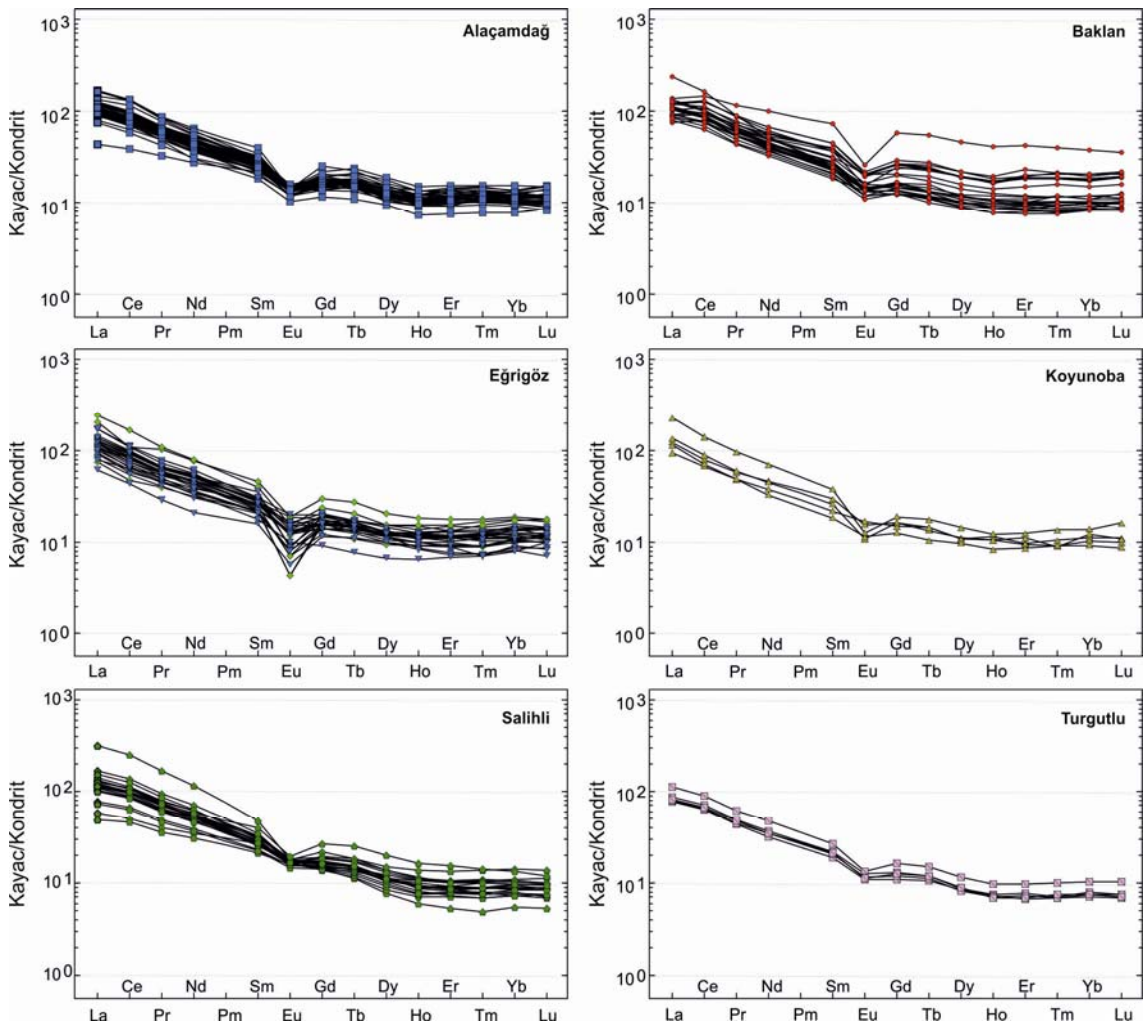 Alaçamdağ
Kayac/Kondrit
10³
10²
10¹
10⁰
Ce Nd Sm Gd Dy Er Yb
La Pr Pm Eu Tb Ho Tm Lu
Baklan
Kayac/Kondrit
10³
10²
10¹
10⁰
Ce Nd Sm Gd Dy Er Yb
La Pr Pm Eu Tb Ho Tm Lu
Eğrigöz
Kayac/Kondrit
10³
10²
10¹
10⁰
Ce Nd Sm Gd Dy Er Yb
La Pr Pm Eu Tb Ho Tm Lu
Koyunoba
Kayac/Kondrit
10³
10²
10¹
10⁰
Ce Nd Sm Gd Dy Er Yb
La Pr Pm Eu Tb Ho Tm Lu
Salihli
Kayac/Kondrit
10³
10²
10¹
10⁰
Ce Nd Sm Gd Dy Er Yb
La Pr Pm Eu Tb Ho Tm Lu
Turgutlu
Kayac/Kondrit
10³
10²
10¹
10⁰
Ce Nd Sm Gd Dy Er Yb
La Pr Pm Eu Tb Ho Tm Lu